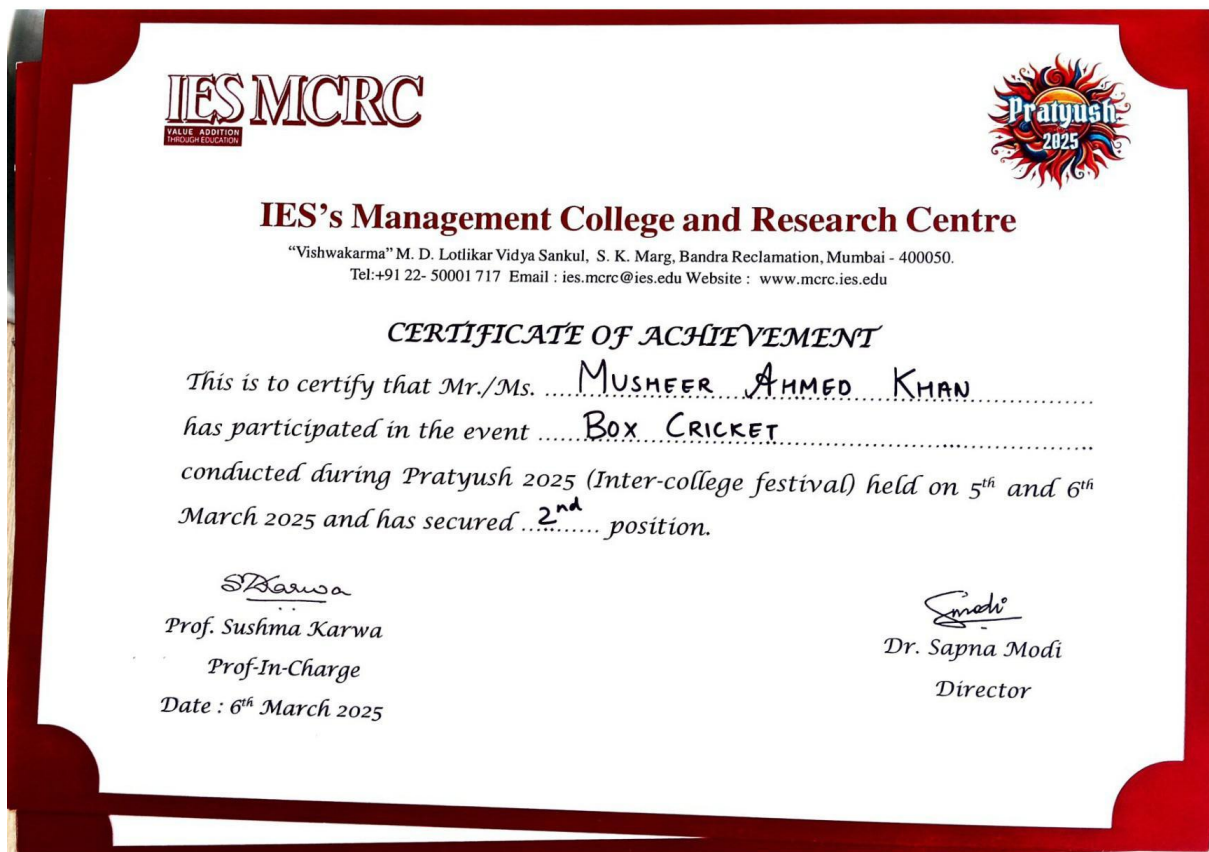 IES MCRC
VALUE ADDITION
THROUGH EDUCATION
Pratyush
2025
IES's Management College and Research Centre
"Vishwakarma" M. D. Lotlikar Vidya Sankul, S. K. Marg, Bandra Reclamation, Mumbai - 400050.
Tel:+91 22- 50001 717 Email : ies.mcrc@ies.edu Website : www.mcrc.ies.edu
CERTIFICATE OF ACHIEVEMENT
This is to certify that Mr./Ms. MUSHEER AHMED KHAN
has participated in the event BOX CRICKET
conducted during Pratyush 2025 (Inter-college festival) held on 5th and 6th
March 2025 and has secured 2nd position.
SDKarwa
Prof. Sushma Karwa
Prof-In-Charge
Date : 6th March 2025
Smodi
Dr. Sapna Modi
Director